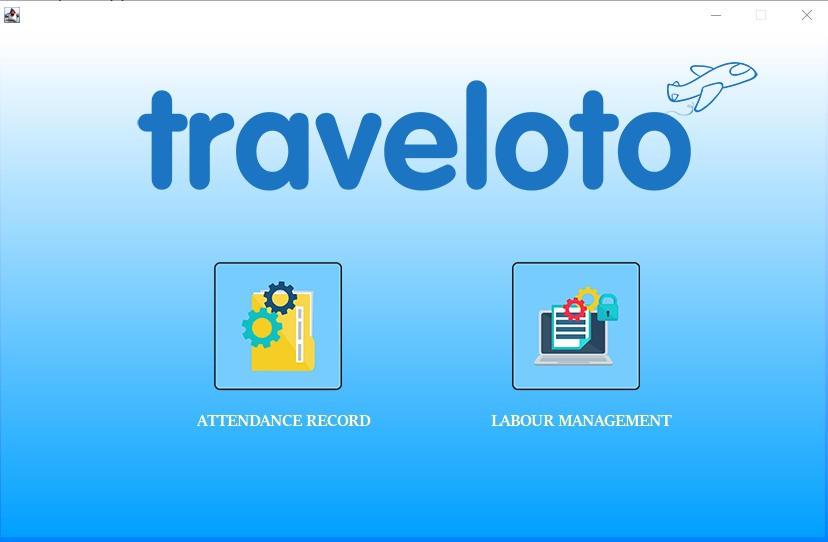 traveloto
ATTENDANCE RECORD
LABOUR MANAGEMENT